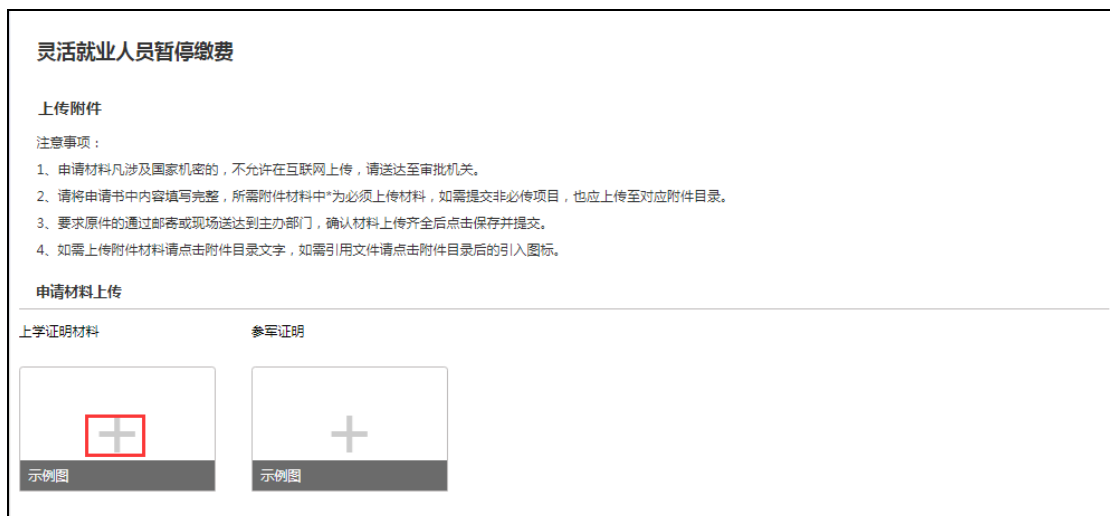 灵活就业人员暂停缴费
上传附件
注意事项：
1、申请材料凡涉及国家机密的，不允许在互联网上传，请送达至审批机关。
2、请将申请书中内容填写完整，所需附件材料中*为必须上传材料，如需提交非必传项目，也应上传至对应附件目录。
3、要求原件的通过邮寄或现场送达到主办部门，确认材料上传齐全后点击保存并提交。
4、如需上传附件材料请点击附件目录文字，如需引用文件请点击附件目录后的引入图标。
申请材料上传
上学证明材料 参军证明
示例图 示例图